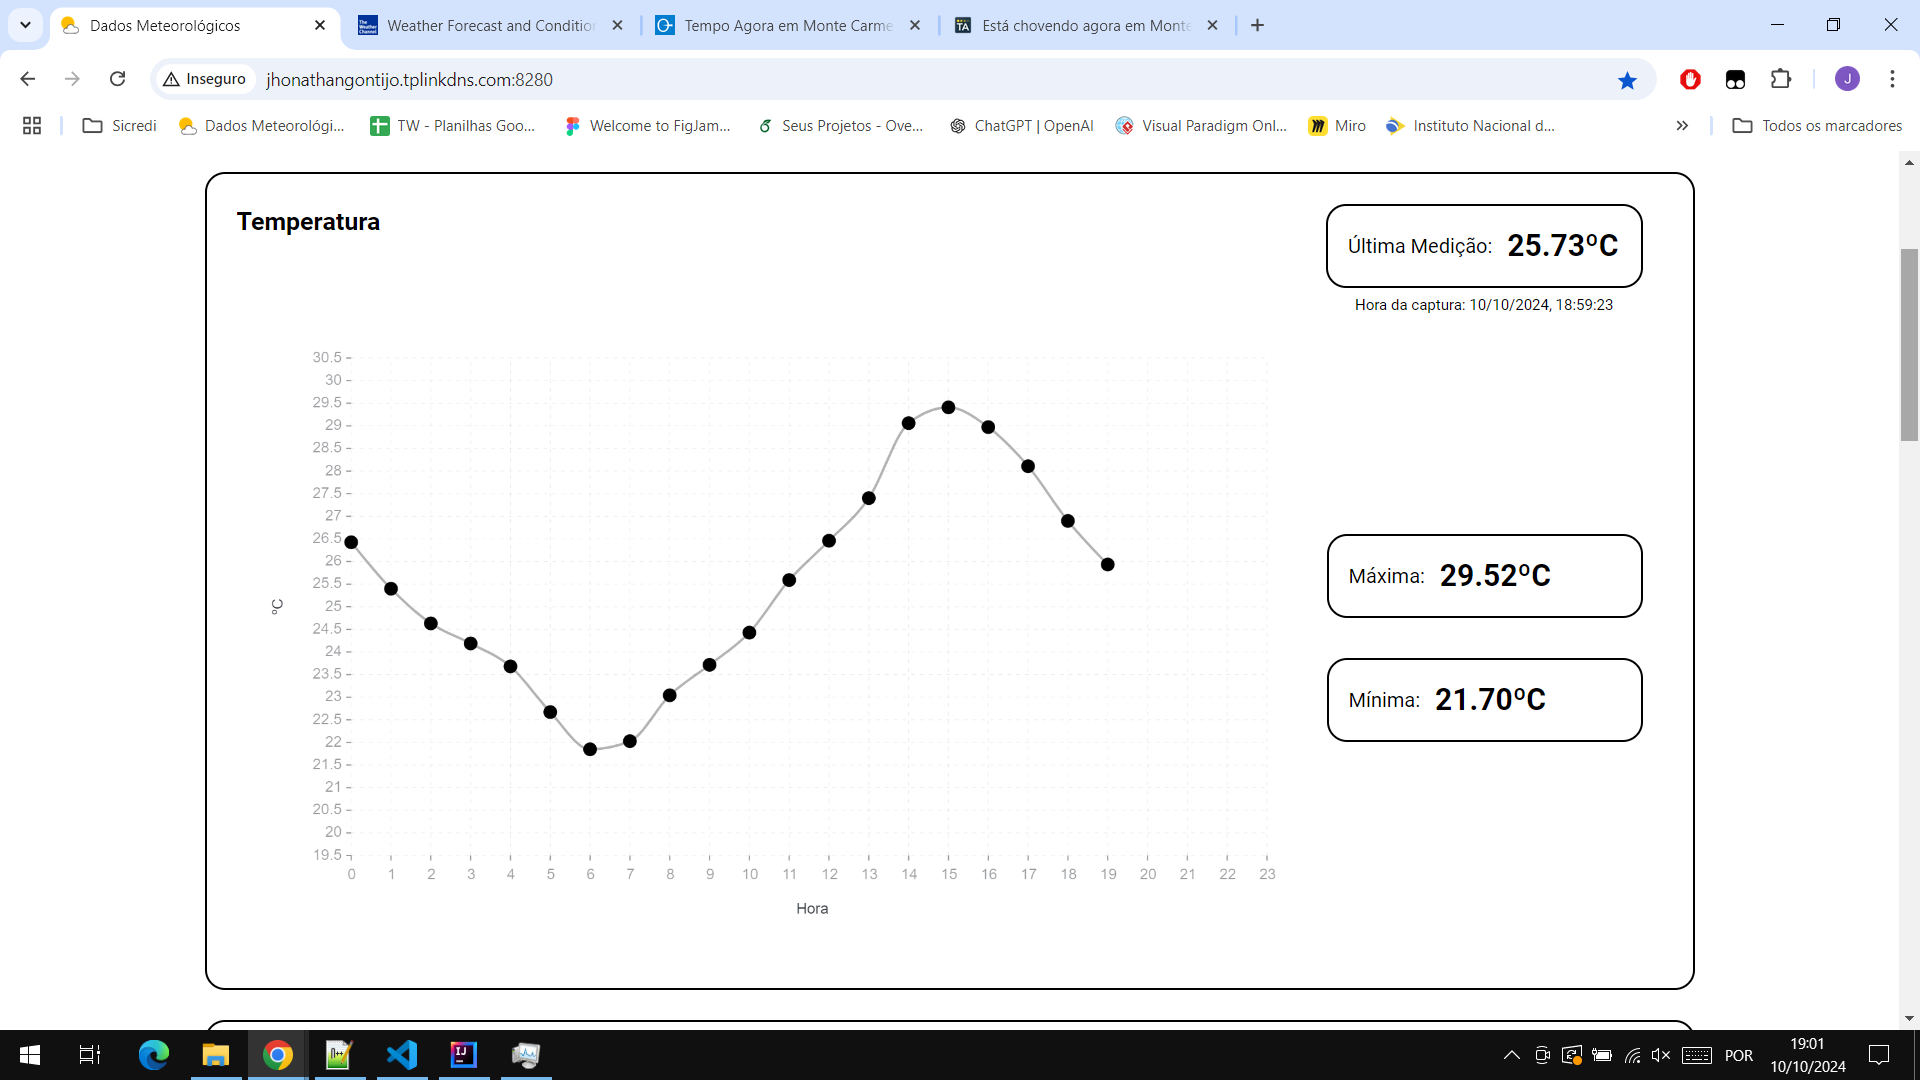 Dados Meteorológicos
Weather Forecast and Condition
Tempo Agora em Monte Carme
Está chovendo agora em Monte
Inseguro
jhonathangontijo.tplinkdns.com:8280
J
Sicredi
Dados Meteorológi...
TW - Planilhas Goo...
Welcome to FigJam...
Seus Projetos - Ove...
ChatGPT | OpenAI
Visual Paradigm Onl...
Miro
Instituto Nacional d...
Todos os marcadores
Temperatura
Última Medição: 25.73ºC
Hora da captura: 10/10/2024, 18:59:23
30.5
30
29.5
29
28.5
28
27.5
27
26.5
26
25.5
25
24.5
24
23.5
23
22.5
22
21.5
21
20.5
20
19.5
ºC
0 1 2 3 4 5 6 7 8 9 10 11 12 13 14 15 16 17 18 19 20 21 22 23
Hora
Máxima: 29.52ºC
Mínima: 21.70ºC
POR
19:01
10/10/2024